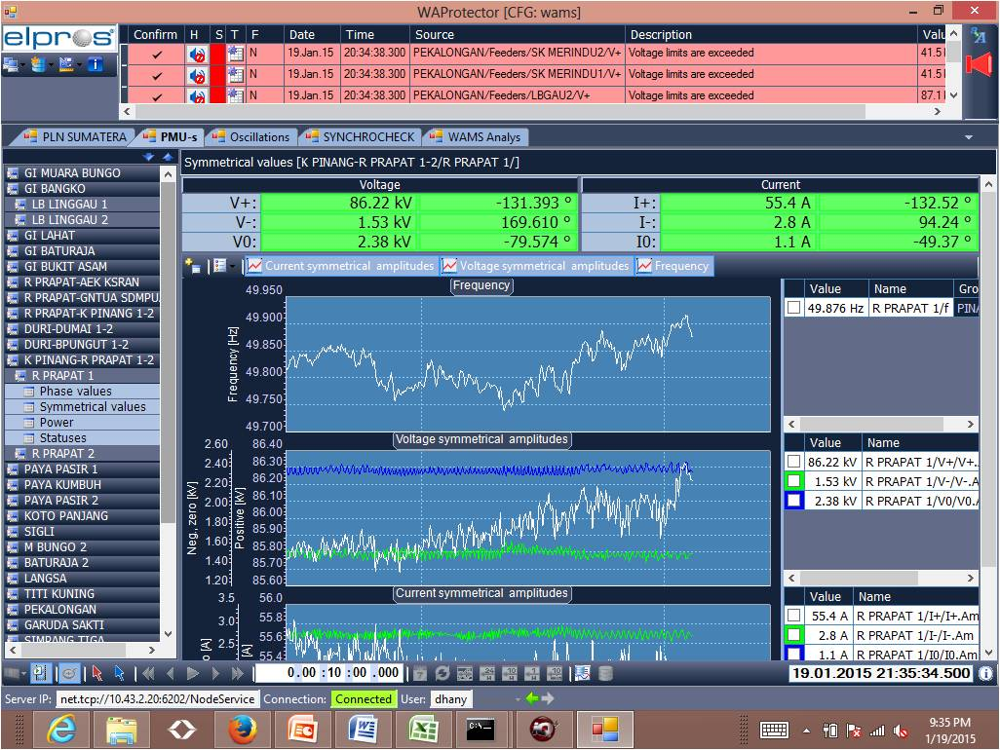 WAProtector [CFG: wams]
elpros
Confirm H S T F Date Time Source Description Valu
N 19.Jan.15 20:34:38.300 PEKALONGAN/Feeders/SK MERINDU2/V+ Voltage limits are exceeded 41.5
N 19.Jan.15 20:34:38.300 PEKALONGAN/Feeders/SK MERINDU1/V+ Voltage limits are exceeded 41.5
N 19.Jan.15 20:34:38.300 PEKALONGAN/Feeders/LBGAU2/V+ Voltage limits are exceeded 87.1
PLN SUMATERA PMU-s Oscillations SYNCHROCHECK WAMS Analys
GI MUARA BUNGO
GI BANGKO
LB LINGGAU 1
LB LINGGAU 2
GI LAHAT
GI BATURAJA
GI BUKIT ASAM
R PRAPAT-AEK KSRAN
R PRAPAT-GNTUA SDMPU
R PRAPAT-K PINANG 1-2
DURI-DUMAI 1-2
DURI-BPUNGUT 1-2
K PINANG-R PRAPAT 1-2
R PRAPAT 1
Phase values
Symmetrical values
Power
Statuses
R PRAPAT 2
PAYA PASIR 1
PAYA KUMBUH
PAYA PASIR 2
KOTO PANJANG
SIGLI
M BUNGO 2
BATURAJA 2
LANGSA
TITI KUNING
PEKALONGAN
GARUDA SAKTI
SIMPANG TIGA
Symmetrical values [K PINANG-R PRAPAT 1-2/R PRAPAT 1/]
Voltage Current
V+: 86.22 kV -131.393 ° I+: 55.4 A -132.52 °
V-: 1.53 kV 169.610 ° I-: 2.8 A 94.24 °
V0: 2.38 kV -79.574 ° I0: 1.1 A -49.37 °
Current symmetrical amplitudes Voltage symmetrical amplitudes Frequency
Frequency
Frequency [Hz]
49.950
49.900
49.850
49.800
49.750
49.700
Value Name Gro
49.876 Hz R PRAPAT 1/f PINA
Voltage symmetrical amplitudes
Neg., zero [kV]
Positive [kV]
2.60 86.40
2.40 86.30
2.20 86.20
2.00 86.10
86.00
1.80 85.90
1.60 85.80
1.40 85.70
1.20 85.60
Value Name
86.22 kV R PRAPAT 1/V+/V+.
1.53 kV R PRAPAT 1/V-/V-.A
2.38 kV R PRAPAT 1/V0/V0.
Current symmetrical amplitudes
3.5 56.0
55.8
3.0 55.6
2.5 55.4
[A]
[A]
Value Name
55.4 A R PRAPAT 1/I+/I+.Am
2.8 A R PRAPAT 1/I-/I-.Am
1.1 A R PRAPAT 1/I0/I0.Am
0.00 :10 :00 .000
19.01.2015 21:35:34.500
Server IP: net.tcp://10.43.2.20:6202/NodeService Connection: Connected User: dhany
9:35 PM
1/19/2015